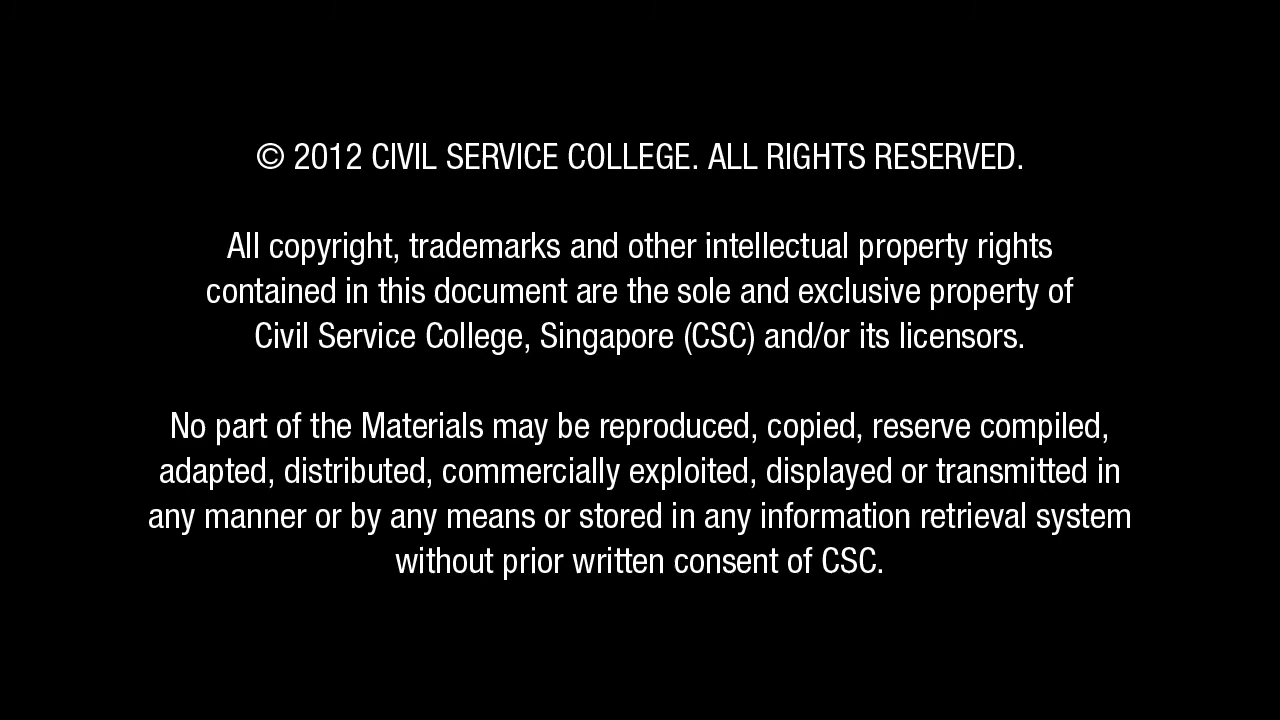 © 2012 CIVIL SERVICE COLLEGE. ALL RIGHTS RESERVED.
All copyright, trademarks and other intellectual property rights
contained in this document are the sole and exclusive property of
Civil Service College, Singapore (CSC) and/or its licensors.
No part of the Materials may be reproduced, copied, reserve compiled,
adapted, distributed, commercially exploited, displayed or transmitted in
any manner or by any means or stored in any information retrieval system
without prior written consent of CSC.